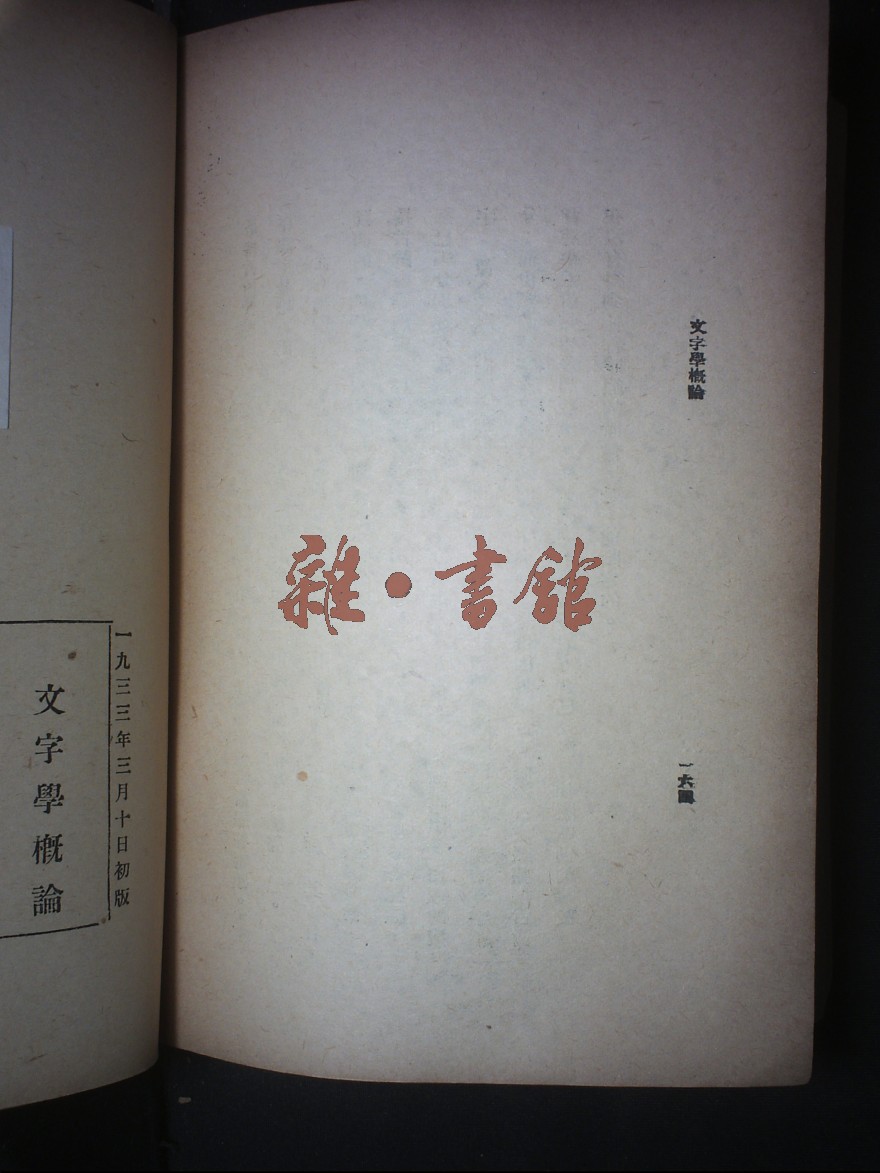 文字學概論
一六四
雜·書館
一九三三年三月十日初版
文字學概論